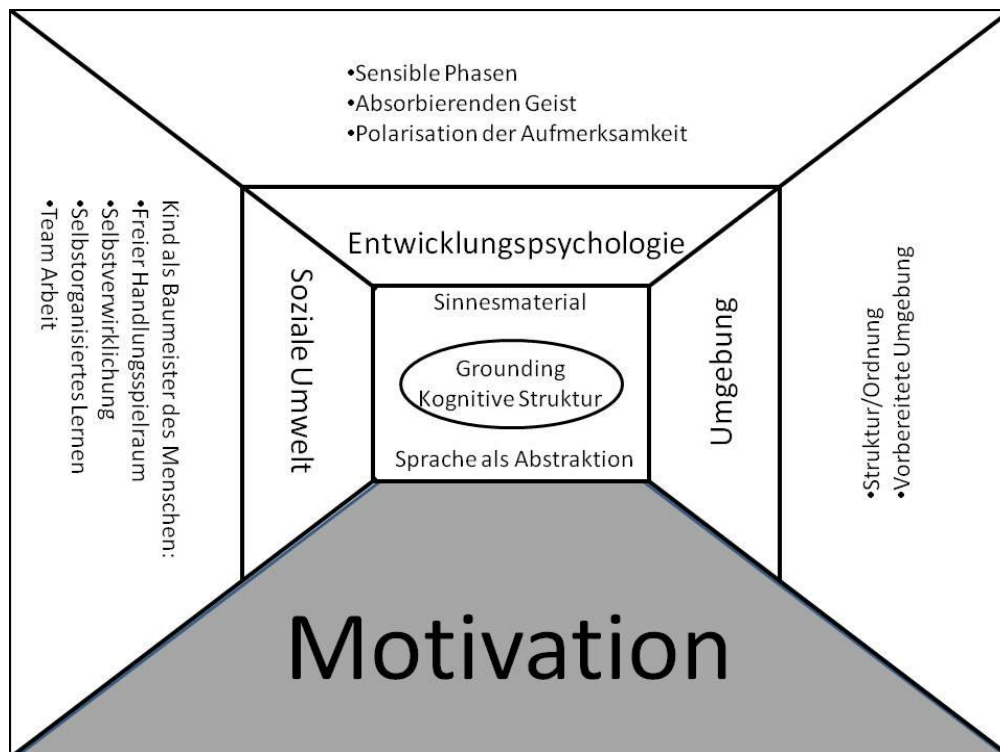 •Sensible Phasen
•Absorbierenden Geist
•Polarisation der Aufmerksamkeit
Entwicklungspsychologie
Kind als Baumeister des Menschen:
•Freier Handlungsspielraum
•Selbstverwirklichung
•Selbstorganisiertes Lernen
•Team Arbeit
Soziale Umwelt
Sinnesmaterial
Grounding
Kognitive Struktur
Sprache als Abstraktion
Umgebung
•Struktur/Ordnung
•Vorbereitete Umgebung
Motivation